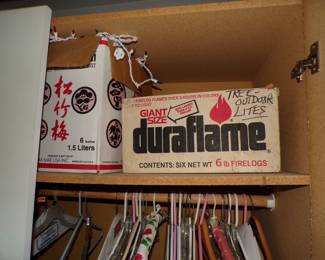 松竹梅
6 bottles
1.5 Liters
TREE-
OUTDOOR
LITES
GIANT
SIZE
duraflame
CONTENTS: SIX NET WT 6 lb FIRELOGS